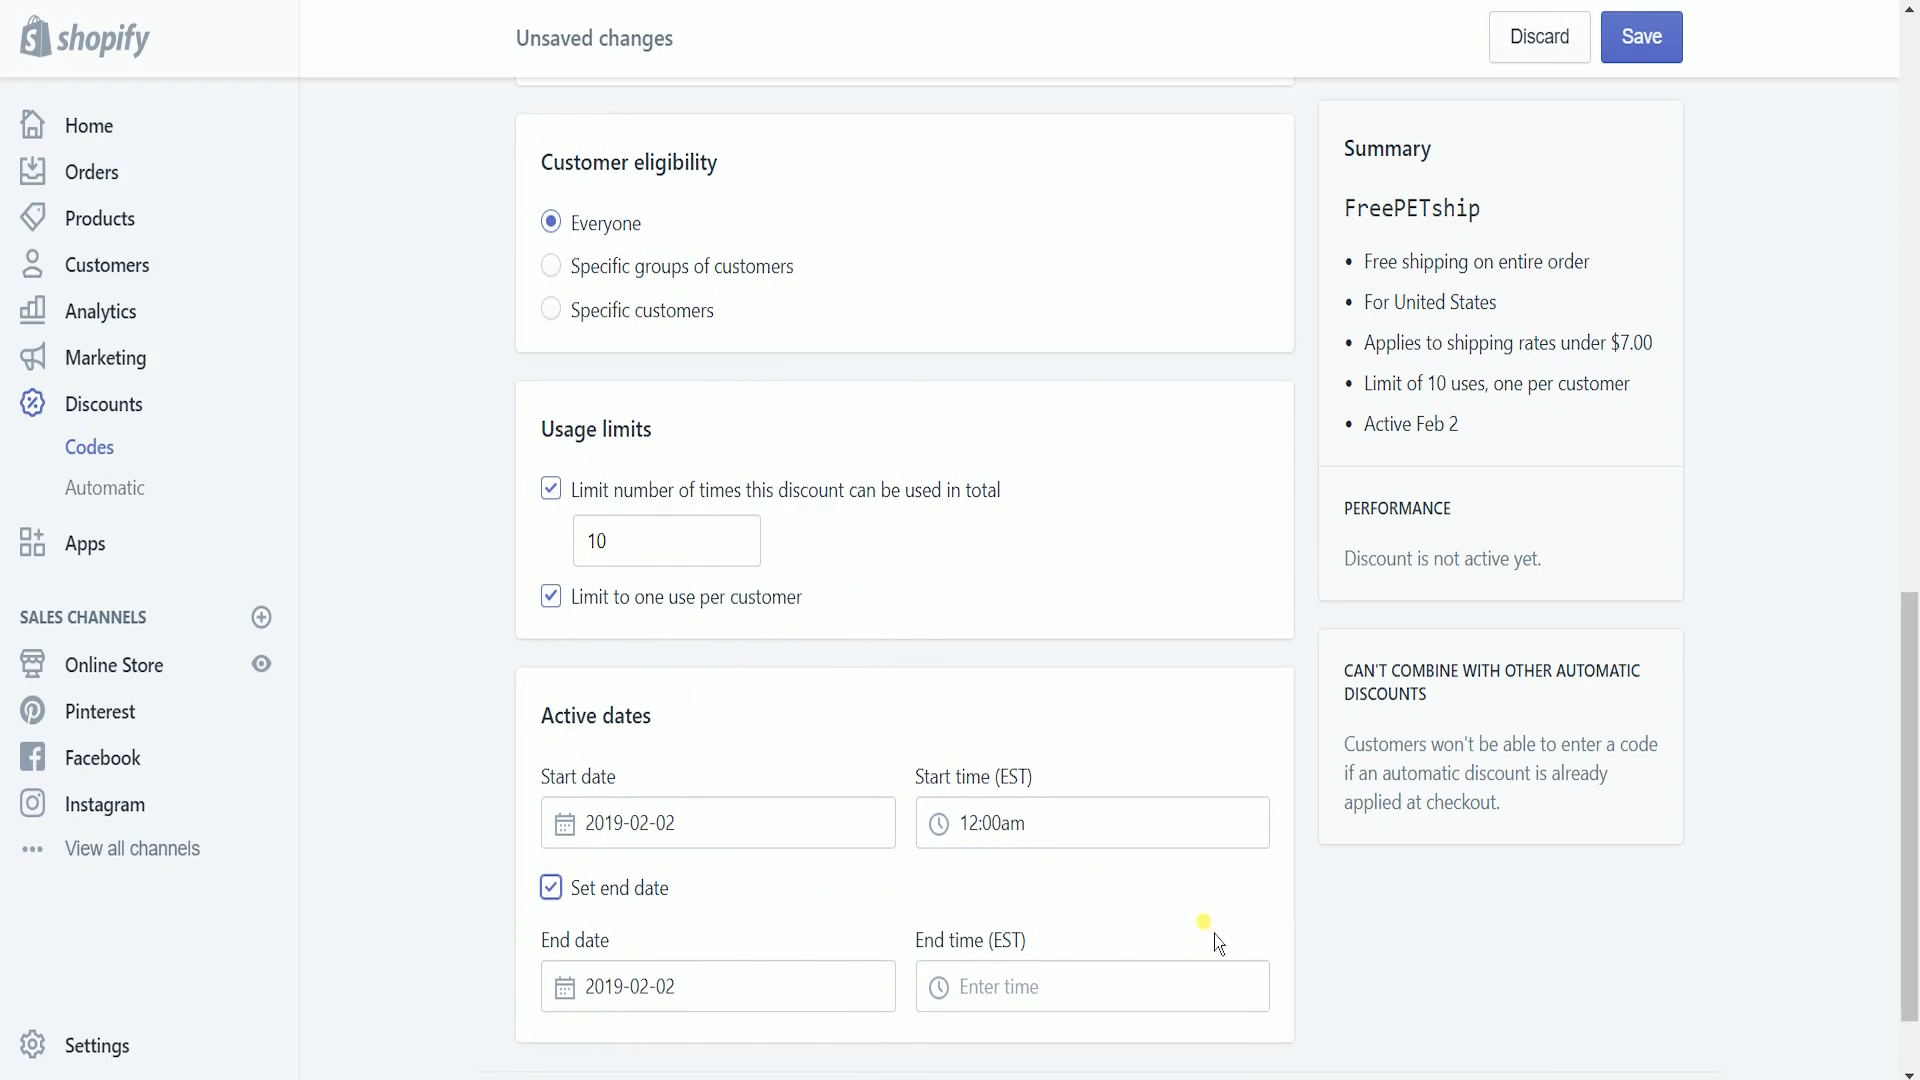 shopify
Unsaved changes
Discard
Save
Home
Orders
Products
Customers
Analytics
Marketing
Discounts
Codes
Automatic
Apps
SALES CHANNELS
Online Store
Pinterest
Facebook
Instagram
View all channels
Settings
Customer eligibility
Everyone
Specific groups of customers
Specific customers
Usage limits
Limit number of times this discount can be used in total
10
Limit to one use per customer
Active dates
Start date
Start time (EST)
2019-02-02
12:00am
Set end date
End date
End time (EST)
2019-02-02
Enter time
Summary
FreePETship
• Free shipping on entire order
• For United States
• Applies to shipping rates under $7.00
• Limit of 10 uses, one per customer
• Active Feb 2
PERFORMANCE
Discount is not active yet.
CAN'T COMBINE WITH OTHER AUTOMATIC
DISCOUNTS
Customers won't be able to enter a code
if an automatic discount is already
applied at checkout.